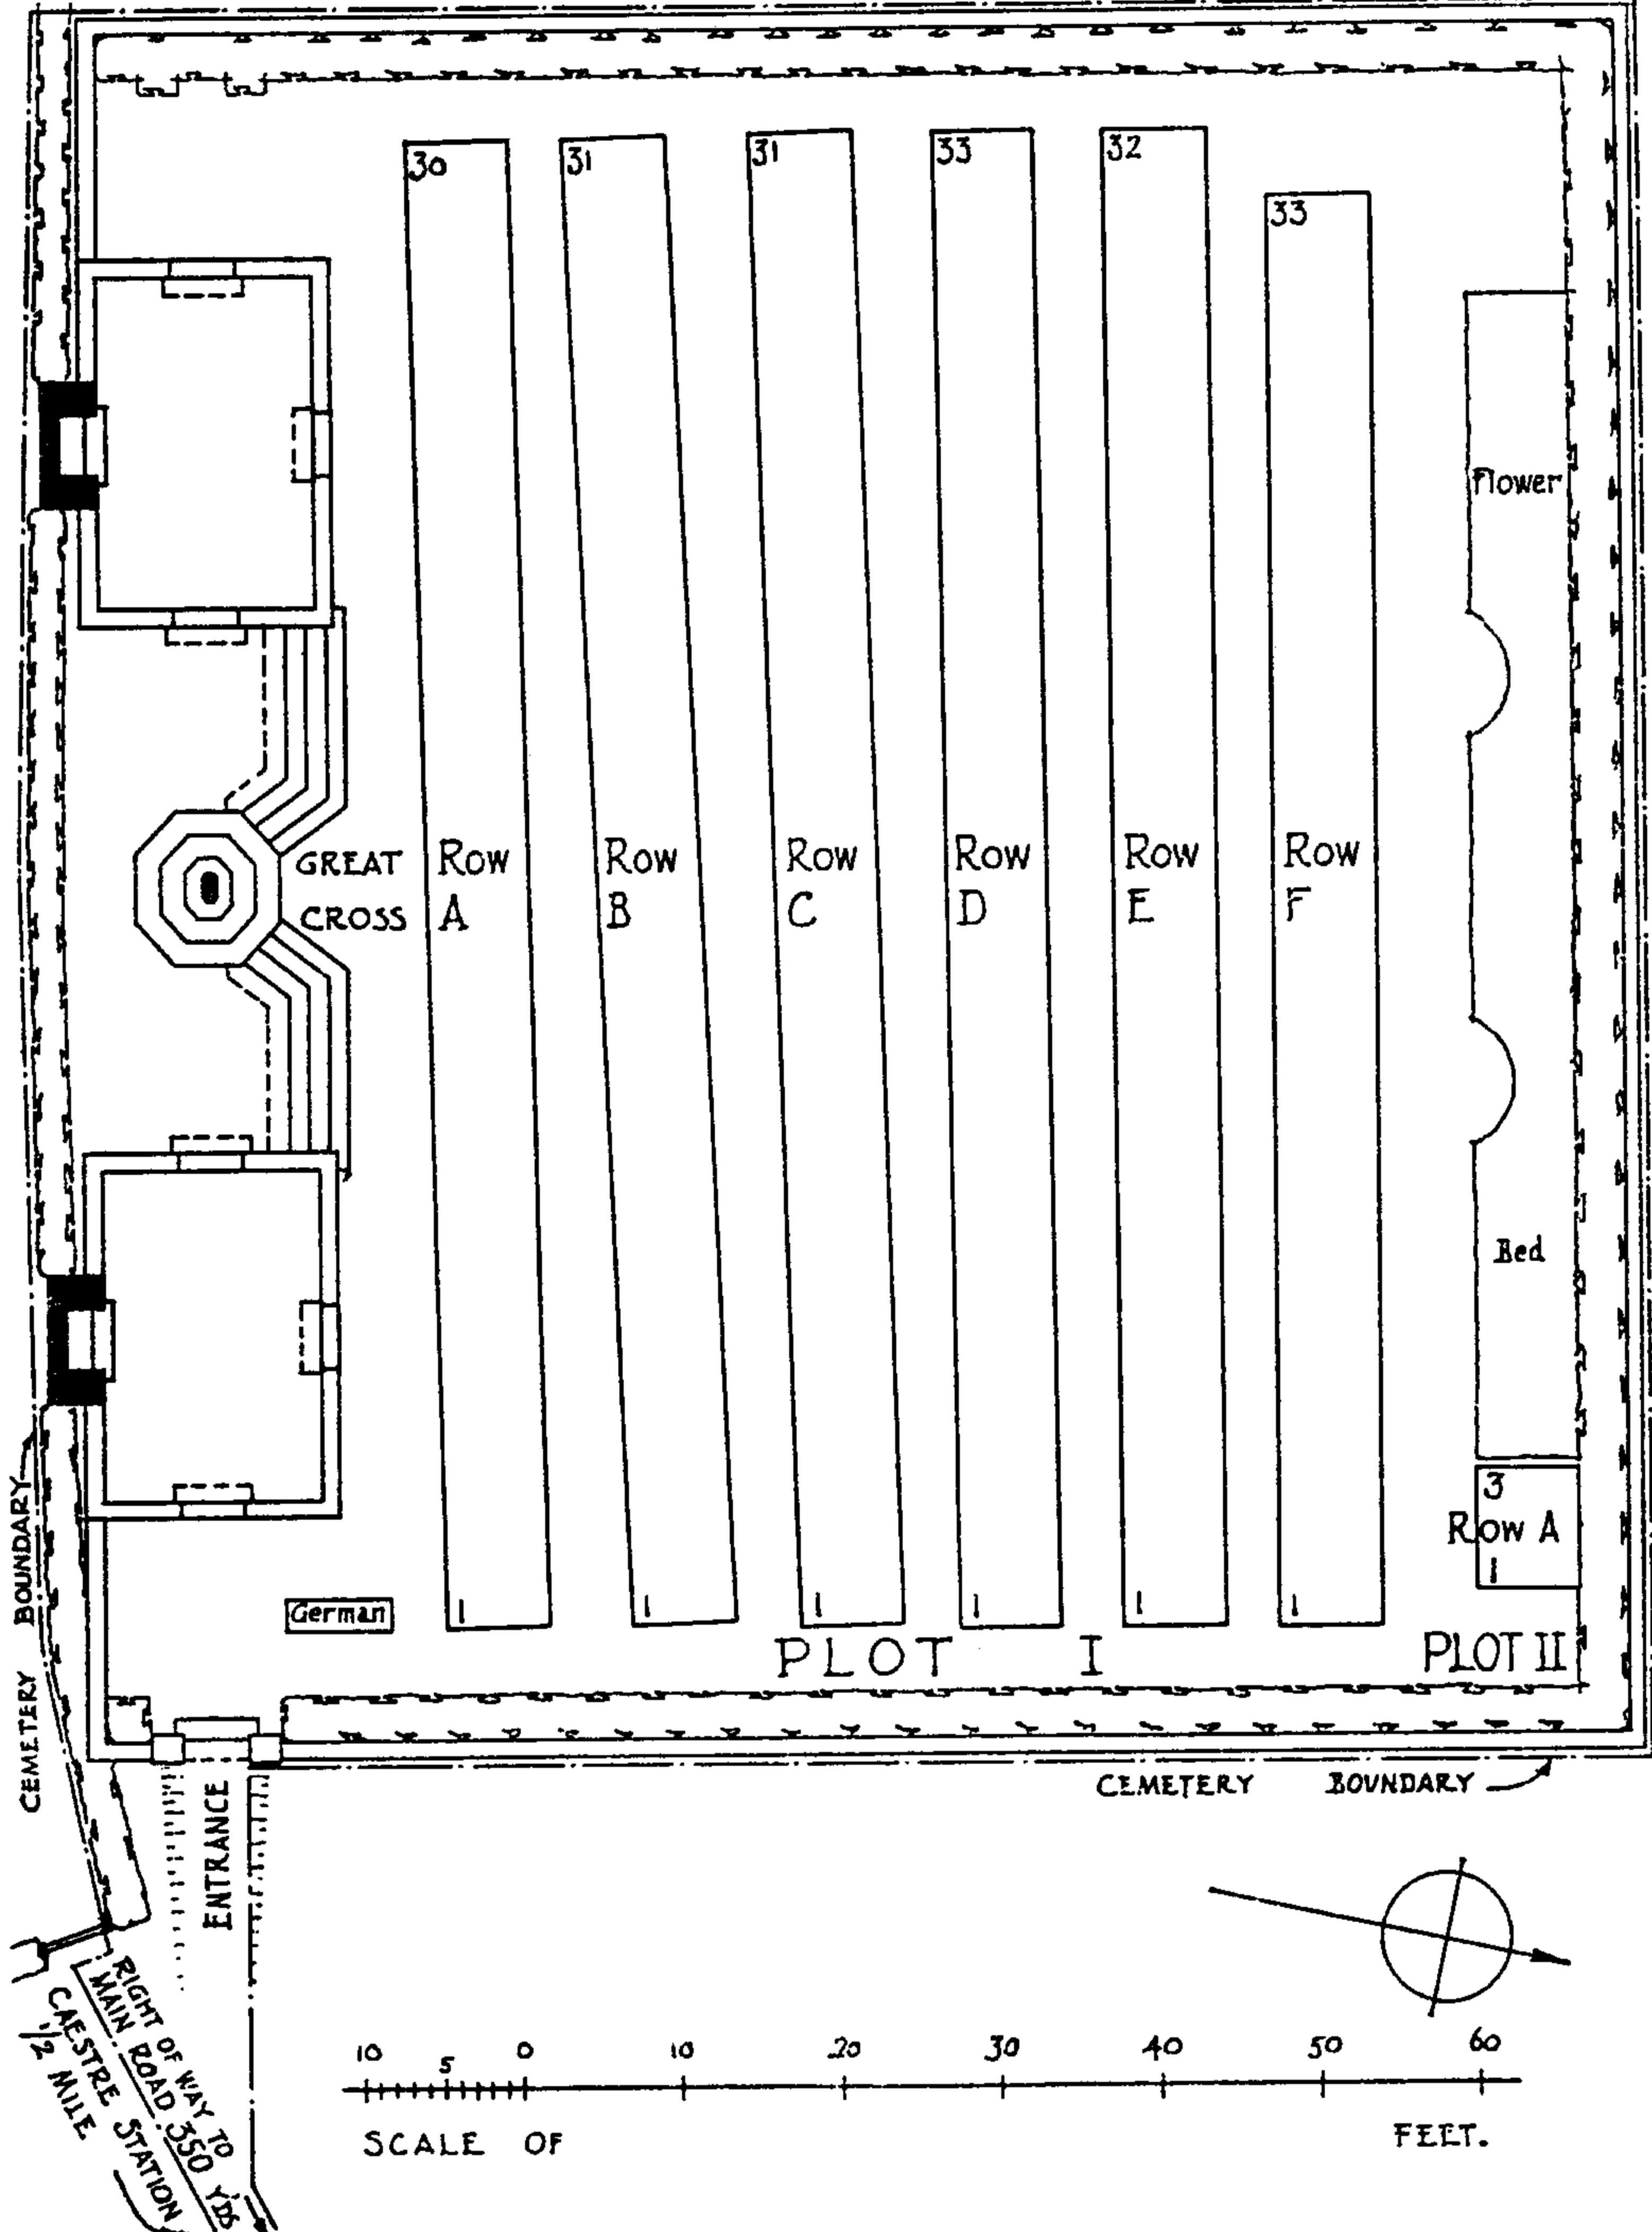 30
31
31
33
32
33
Flower
GREAT
CROSS
Row
A
Row
B
Row
C
Row
D
Row
E
Row
F
Bed
3
Row A
1
German
1
1
1
1
1
1
PLOT I
PLOT II
CEMETERY BOUNDARY
CEMETERY BOUNDARY
ENTRANCE
RIGHT OF WAY TO
MAIN ROAD 350 YDS
CAESTRE STATION
1/2 MILE
10 5 0 10 20 30 40 50 60
SCALE OF FEET.